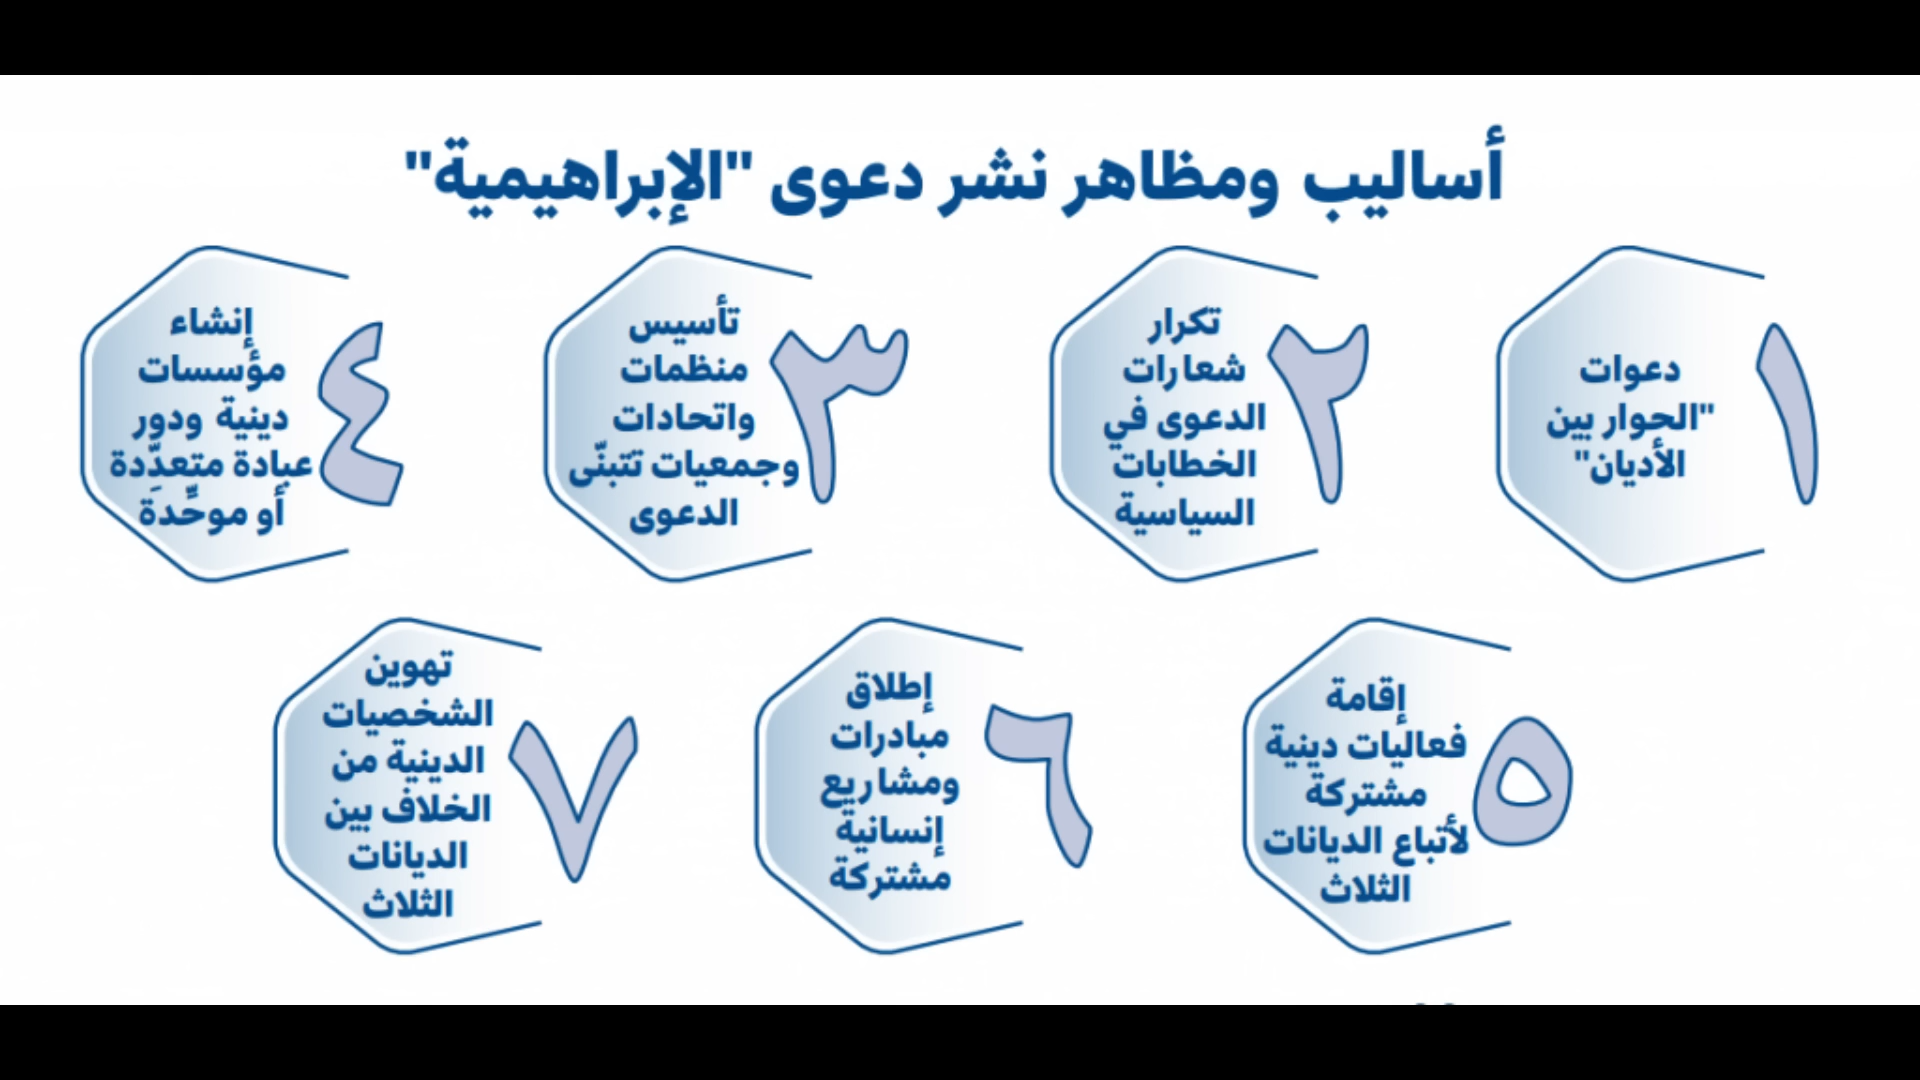 أساليب ومظاهر نشر دعوى "الإبراهيمية"
١
دعوات
"الحوار بين
الأديان"
٢
تكرار
شعارات
الدعوى في
الخطابات
السياسية
٣
تأسيس
منظمات
واتحادات
وجمعيات تتبنّى
الدعوى
٤
إنشاء
مؤسسات
دينية ودور
عبادة متعدِّدة
أو موحَّدة
٥
إقامة
فعاليات دينية
مشتركة
لأتباع الديانات
الثلاث
٦
إطلاق
مبادرات
ومشاريع
إنسانية
مشتركة
٧
تهوين
الشخصيات
الدينية من
الخلاف بين
الديانات
الثلاث